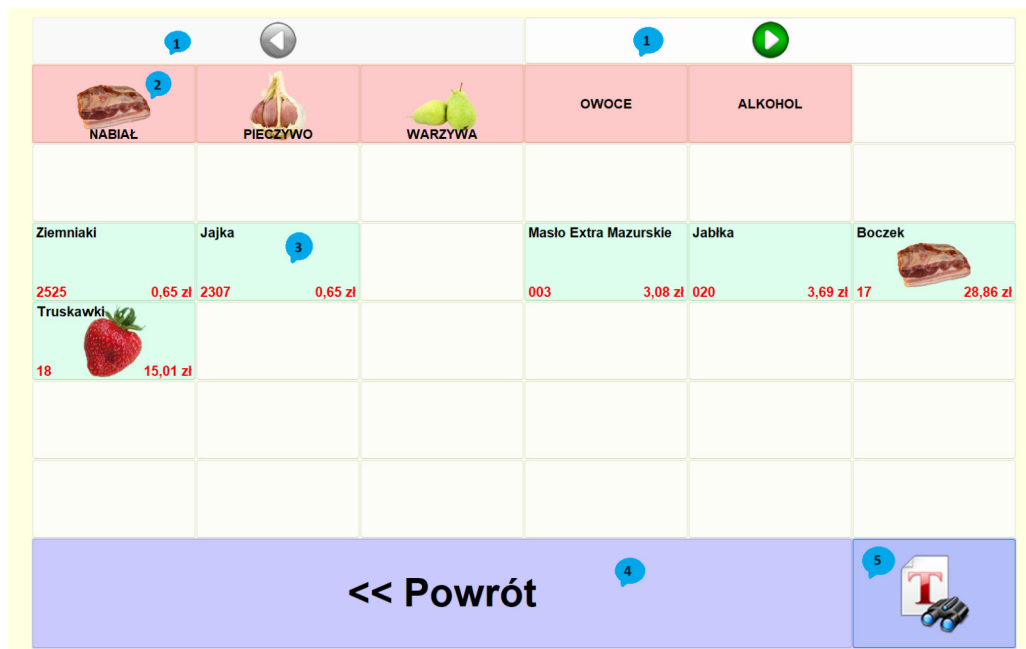 1
1
2
NABIAŁ
PIECZYWO
WARZYWA
OWOCE
ALKOHOL
Ziemniaki
2525 0,65 zł
Jajka
3
2307 0,65 zł
Masło Extra Mazurskie
003 3,08 zł
Jabłka
020 3,69 zł
Boczek
17 28,86 zł
Truskawki
18 15,01 zł
<< Powrót
4
5
T